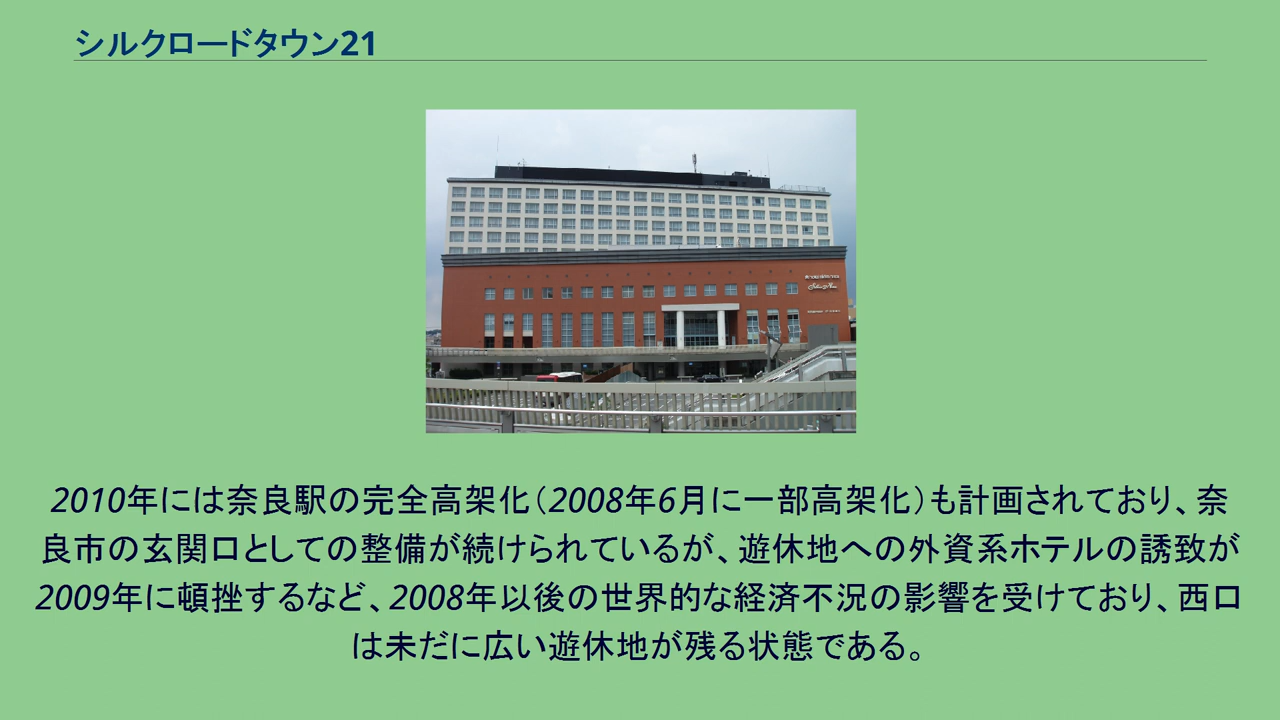 シルクロードタウン21
2010年には奈良駅の完全高架化（2008年6月に一部高架化）も計画されており、奈
良市の玄関口としての整備が続けられているが、遊休地への外資系ホテルの誘致が
2009年に頓挫するなど、2008年以後の世界的な経済不況の影響を受けており、西口
は未だに広い遊休地が残る状態である。